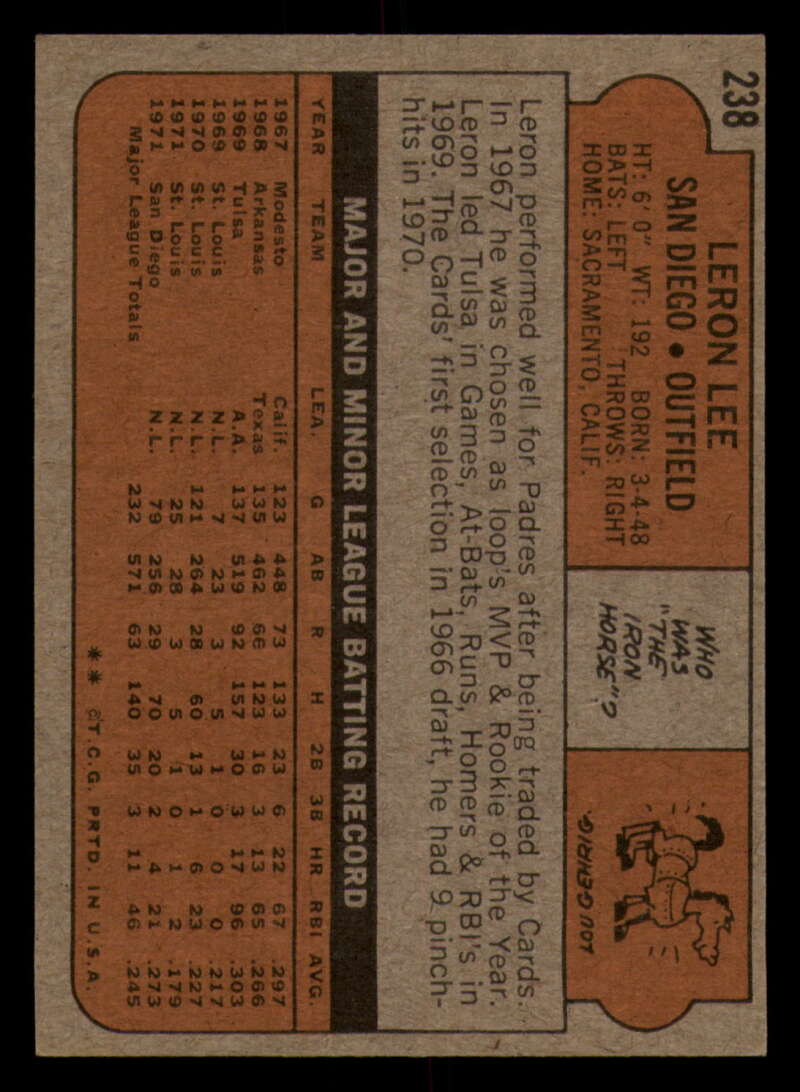 238
LERON LEE
SAN DIEGO • OUTFIELD
HT: 6' 0" WT: 192 BORN: 3-4-48
BATS: LEFT THROWS: RIGHT
HOME: SACRAMENTO, CALIF.
WHO
WAS
"THE
IRON
HORSE"?
LOU GEHRIG
Leron performed well for Padres after being traded by Cards.
In 1967 he was chosen as loop's MVP & Rookie of the Year.
Leron led Tulsa in Games, At-Bats, Runs, Homers & RBI's in
1969. The Cards' first selection in 1966 draft, he had 9 pinch-
hits in 1970.
MAJOR AND MINOR LEAGUE BATTING RECORD
YEAR TEAM LEA. G AB R H 2B 3B HR RBI AVG.
1967 Modesto Calif. 123 448 73 133 23 6 22 67 .297
1968 Arkansas Texas 135 462 66 123 16 3 13 65 .266
1969 Tulsa A.A. 137 519 92 157 30 3 17 96 .303
1969 St. Louis N.L. 7 23 3 5 1 0 0 0 .217
1970 St. Louis N.L. 121 264 28 60 13 1 6 23 .227
1971 St. Louis N.L. 25 28 3 5 1 0 1 2 .179
1971 San Diego N.L. 79 256 29 70 20 2 4 21 .273
Major League Totals 232 571 63 140 35 3 11 46 .245
** ©T.C.G. PRTD. IN U.S.A.